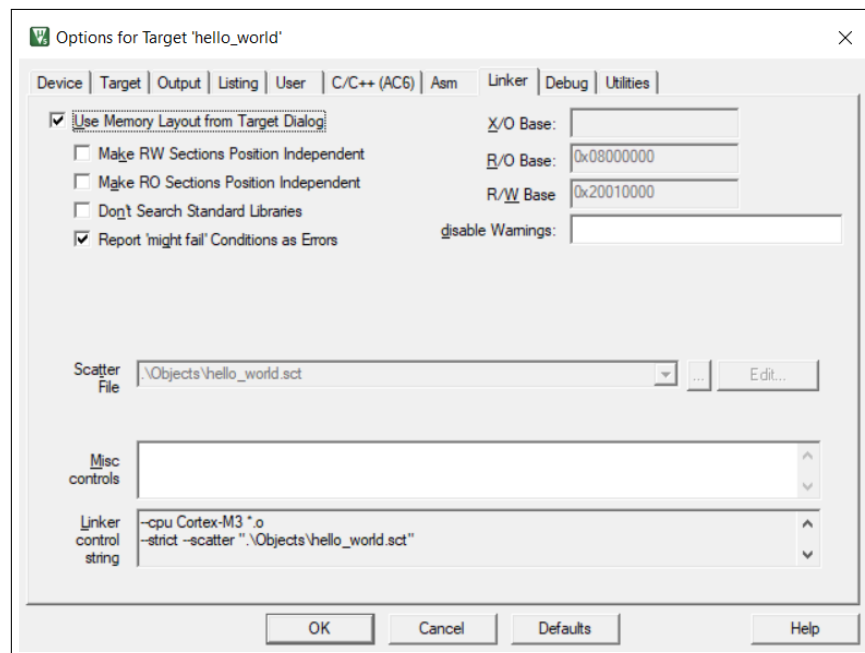 Options for Target 'hello_world'
Device Target Output Listing User C/C++ (AC6) Asm Linker Debug Utilities
Use Memory Layout from Target Dialog
Make RW Sections Position Independent
Make RO Sections Position Independent
Don't Search Standard Libraries
Report 'might fail' Conditions as Errors
X/O Base:
R/O Base: 0x08000000
R/W Base 0x20010000
disable Warnings:
Scatter
File
.\Objects\hello_world.sct
...
Edit...
Misc
controls
Linker
control
string
--cpu Cortex-M3 *.o
--strict --scatter ".\Objects\hello_world.sct"
OK Cancel Defaults Help